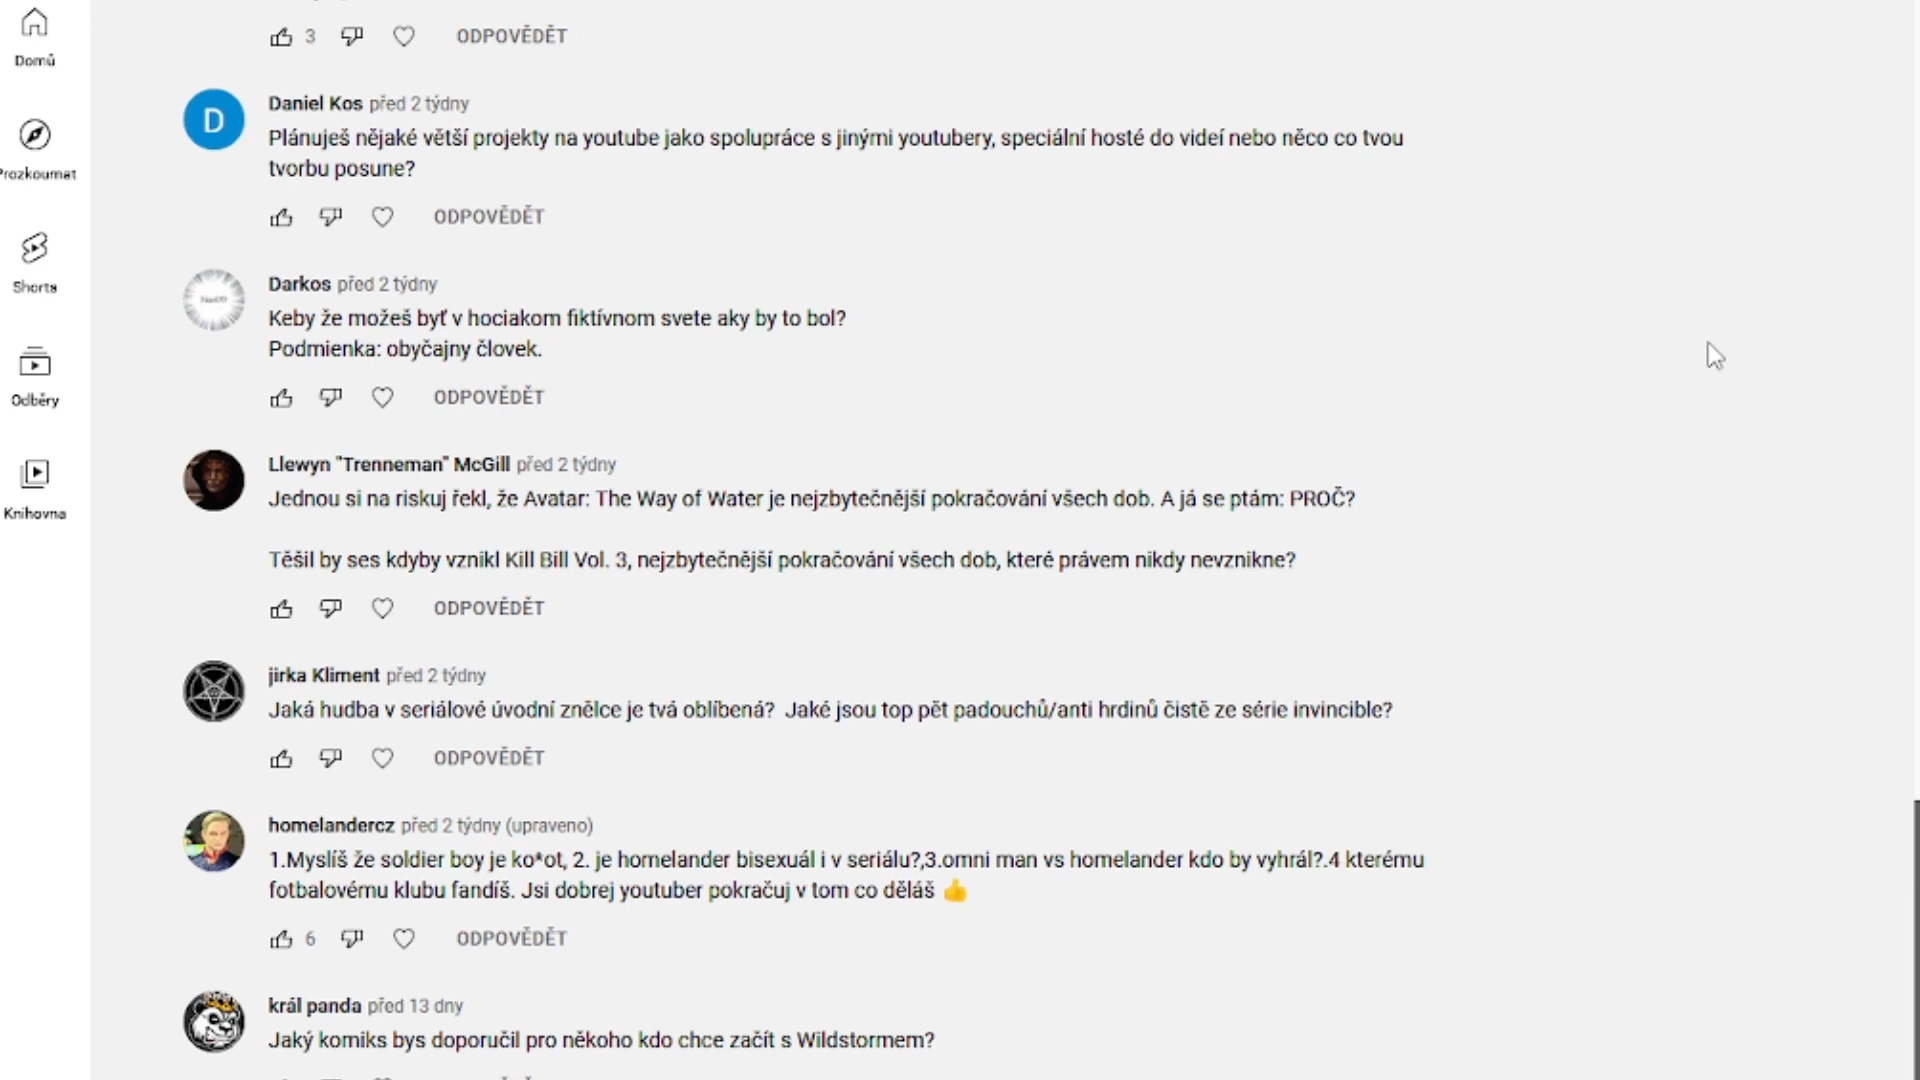 Domů
Prozkoumat
Shorts
Odběry
Knihovna
3 ODPOVĚDĚT
D
Daniel Kos před 2 týdny
Plánuješ nějaké větší projekty na youtube jako spolupráce s jinými youtubery, speciální hosté do videí nebo něco co tvou
tvorbu posune?
ODPOVĚDĚT
Darkos před 2 týdny
Keby že možeš byť v hociakom fiktívnom svete aky by to bol?
Podmienka: obyčajny človek.
ODPOVĚDĚT
Llewyn "Trenneman" McGill před 2 týdny
Jednou si na riskuj řekl, že Avatar: The Way of Water je nejzbytečnější pokračování všech dob. A já se ptám: PROČ?
Těšil by ses kdyby vznikl Kill Bill Vol. 3, nejzbytečnější pokračování všech dob, které právem nikdy nevznikne?
ODPOVĚDĚT
jirka Kliment před 2 týdny
Jaká hudba v seriálové úvodní znělce je tvá oblíbená? Jaké jsou top pět padouchů/anti hrdinů čistě ze série invincible?
ODPOVĚDĚT
homelandercz před 2 týdny (upraveno)
1.Myslíš že soldier boy je ko*ot, 2. je homelander bisexuál i v seriálu?,3.omni man vs homelander kdo by vyhrál?.4 kterému
fotbalovému klubu fandíš. Jsi dobrej youtuber pokračuj v tom co děláš 👍
6 ODPOVĚDĚT
král panda před 13 dny
Jaký komiks bys doporučil pro někoho kdo chce začít s Wildstormem?